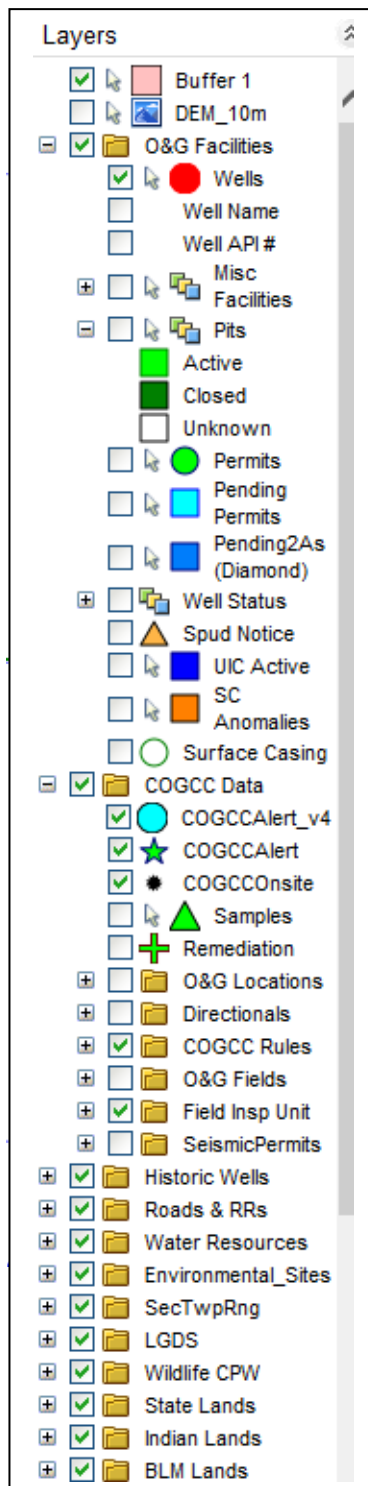 Layers
Buffer 1
DEM_10m
O&G Facilities
Wells
Well Name
Well API #
Misc
Facilities
Pits
Active
Closed
Unknown
Permits
Pending
Permits
Pending2As
(Diamond)
Well Status
Spud Notice
UIC Active
SC
Anomalies
Surface Casing
COGCC Data
COGCCAlert_v4
COGCCAlert
COGCCOnsite
Samples
Remediation
O&G Locations
Directionals
COGCC Rules
O&G Fields
Field Insp Unit
SeismicPermits
Historic Wells
Roads & RRs
Water Resources
Environmental_Sites
SecTwpRng
LGDS
Wildlife CPW
State Lands
Indian Lands
BLM Lands